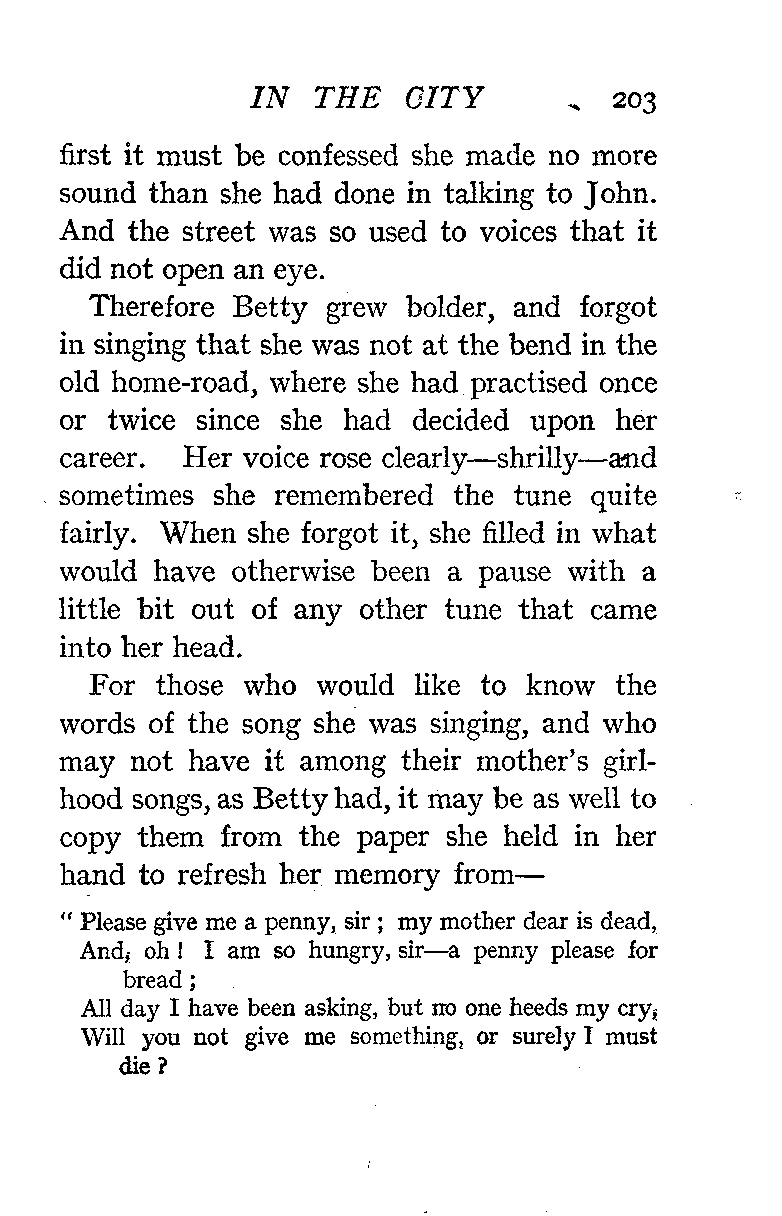 IN THE CITY 203
first it must be confessed she made no more
sound than she had done in talking to John.
And the street was so used to voices that it
did not open an eye.
Therefore Betty grew bolder, and forgot
in singing that she was not at the bend in the
old home-road, where she had practised once
or twice since she had decided upon her
career. Her voice rose clearly—shrilly—and
sometimes she remembered the tune quite
fairly. When she forgot it, she filled in what
would have otherwise been a pause with a
little bit out of any other tune that came
into her head.
For those who would like to know the
words of the song she was singing, and who
may not have it among their mother's girl-
hood songs, as Betty had, it may be as well to
copy them from the paper she held in her
hand to refresh her memory from—
" Please give me a penny, sir ; my mother dear is dead,
And, oh ! I am so hungry, sir—a penny please for
bread ;
All day I have been asking, but no one heeds my cry,
Will you not give me something, or surely I must
die ?